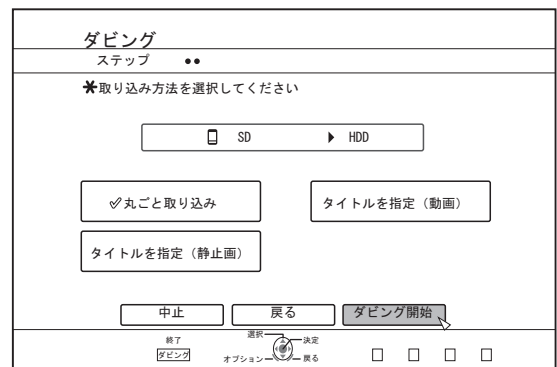 ダビング
ステップ ●●
✱取り込み方法を選択してください
SD ▶ HDD
✓丸ごと取り込み
タイトルを指定（動画）
タイトルを指定（静止画）
中止
戻る
ダビング開始
終了
ダビング
選択
決定
オプション
戻る